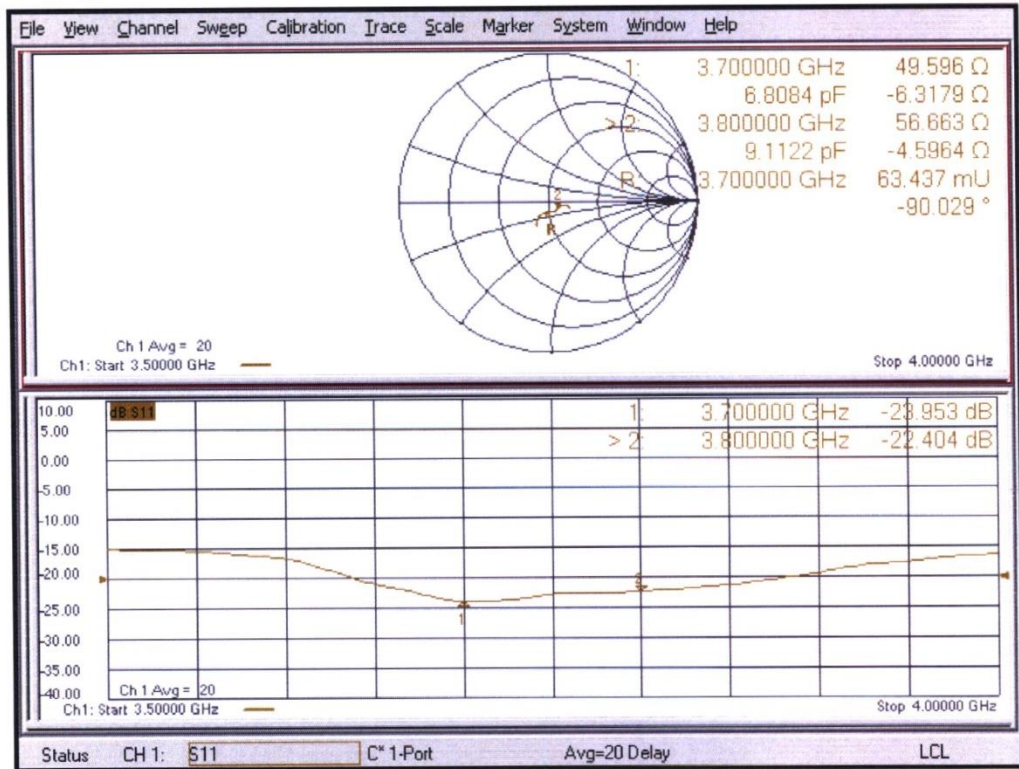 File View Channel Sweep Calibration Trace Scale Marker System Window Help
1: 3.700000 GHz 49.596 Ω
6.8084 pF -6.3179 Ω
> 2: 3.800000 GHz 56.663 Ω
9.1122 pF -4.5964 Ω
R: 3.700000 GHz 63.437 mU
-90.029 °
2
1
R
Ch 1 Avg = 20
Ch1: Start 3.50000 GHz
Stop 4.00000 GHz
10.00
5.00
0.00
-5.00
-10.00
-15.00
-20.00
-25.00
-30.00
-35.00
-40.00
dB S11
1: 3.700000 GHz -23.953 dB
> 2: 3.800000 GHz -22.404 dB
2
1
Ch 1 Avg = 20
Ch1: Start 3.50000 GHz
Stop 4.00000 GHz
Status CH 1: S11 C* 1-Port Avg=20 Delay LCL